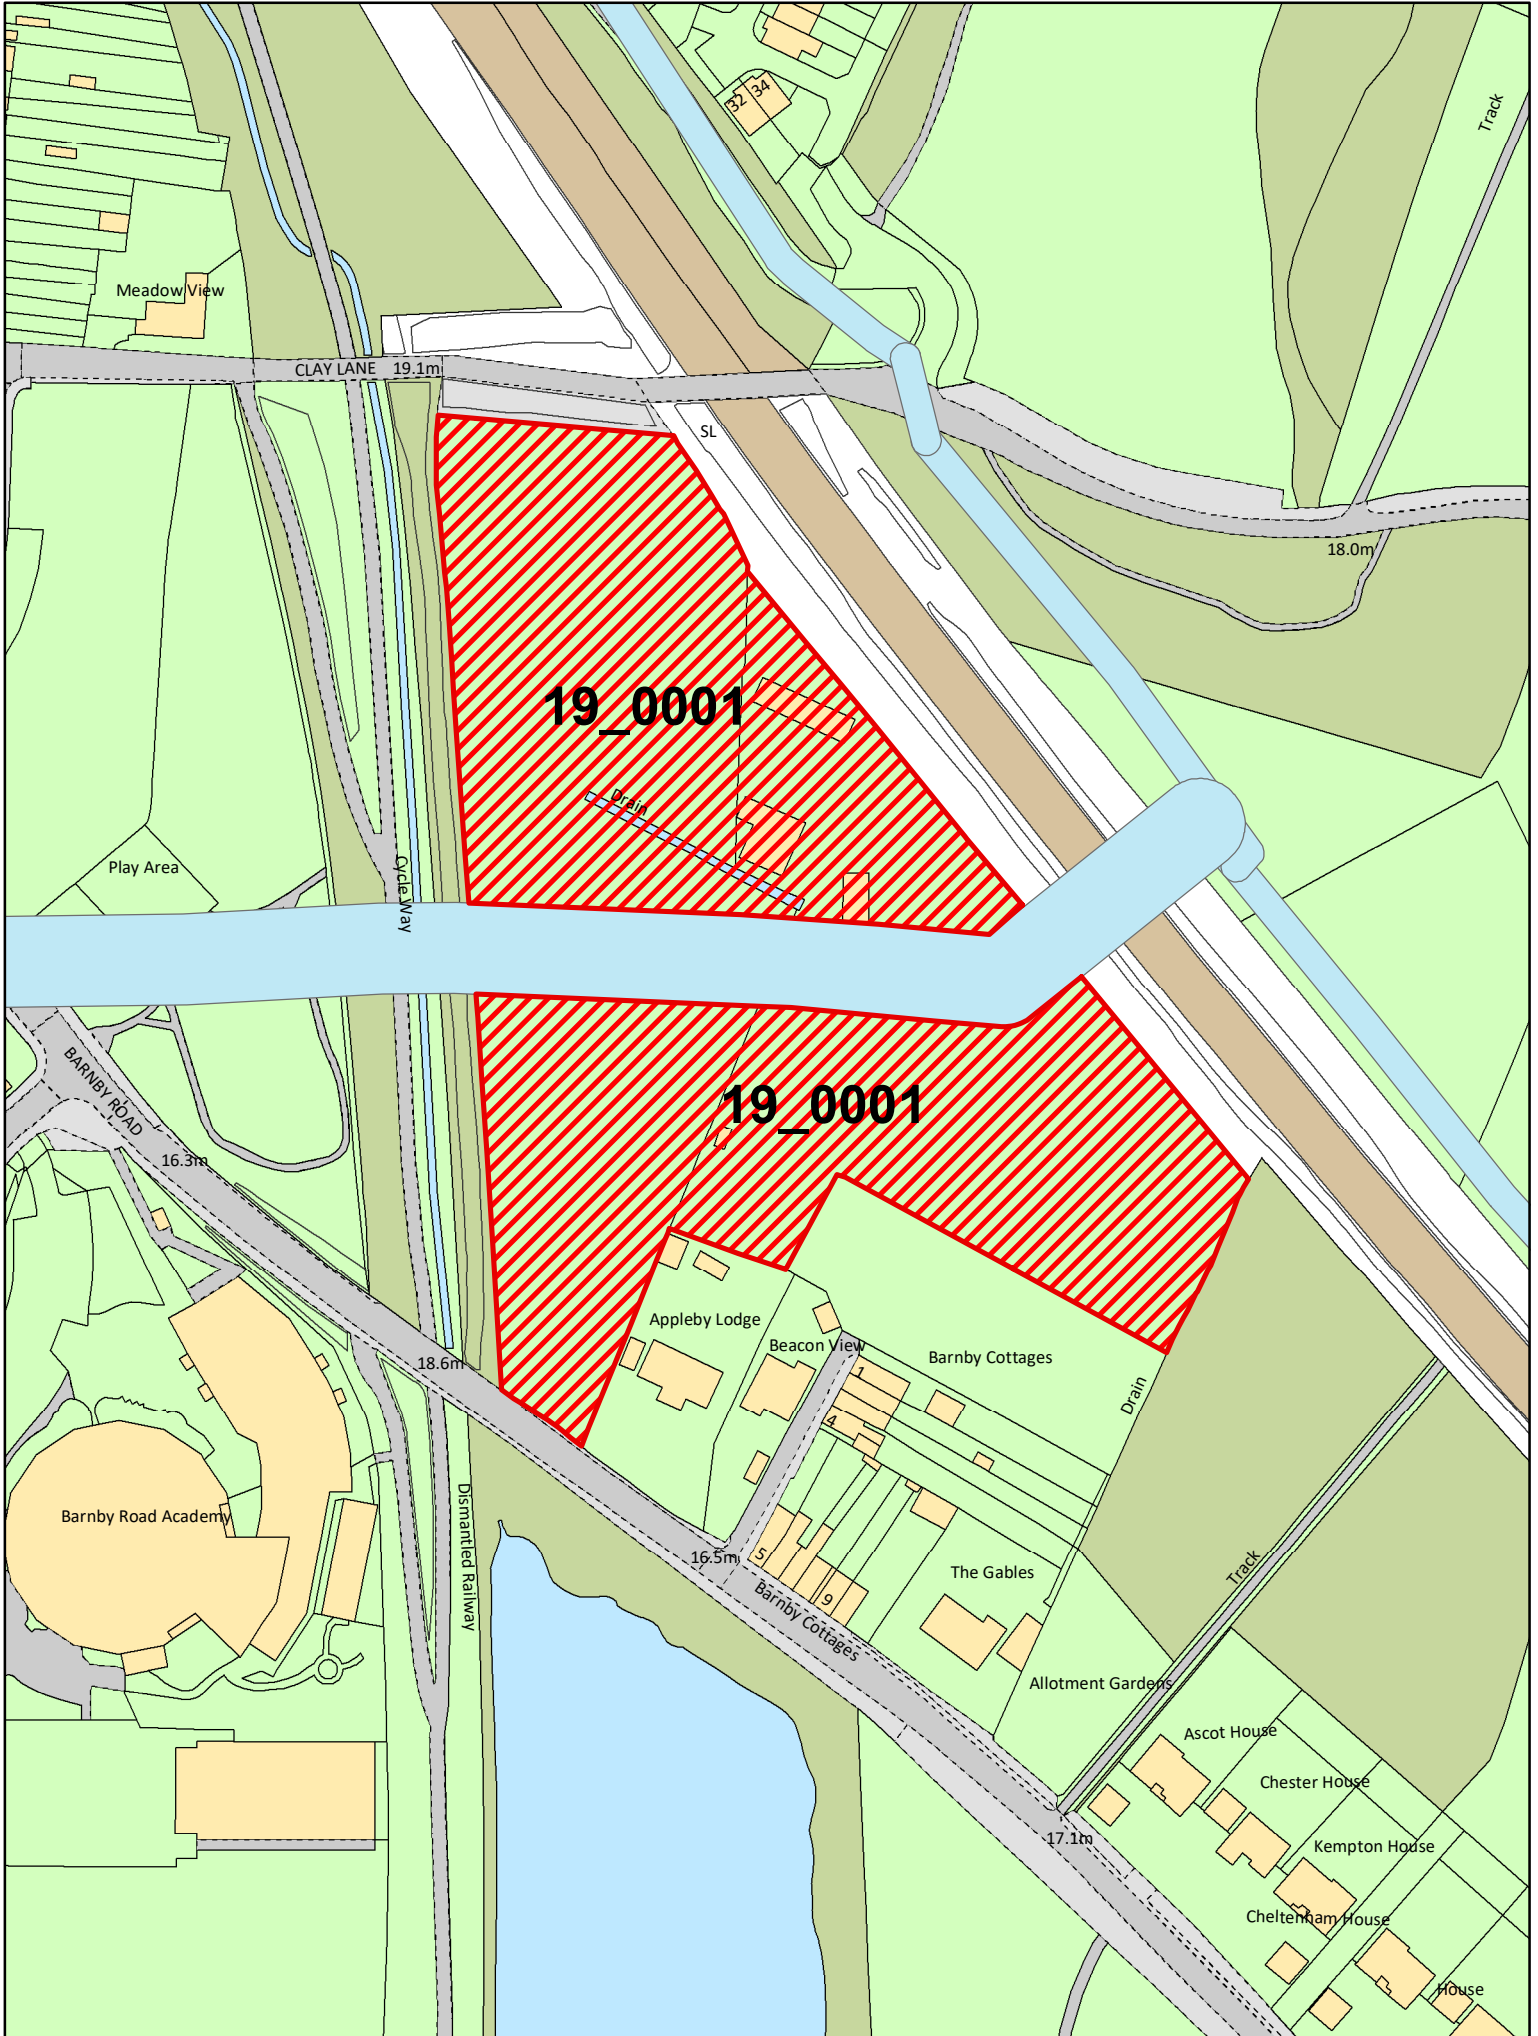 32
34
Track
Meadow View
CLAY LANE
19.1m
SL
18.0m
19_0001
Drain
Play Area
Cycle Way
BARNBY ROAD
19_0001
16.3m
Appleby Lodge
Beacon View
Barnby Cottages
18.6m
1
4
Drain
Barnby Road Academy
Dismantled Railway
16.5m
5
9
Barnby Cottages
The Gables
Track
Allotment Gardens
Ascot House
Chester House
17.1m
Kempton House
Cheltenham House
House